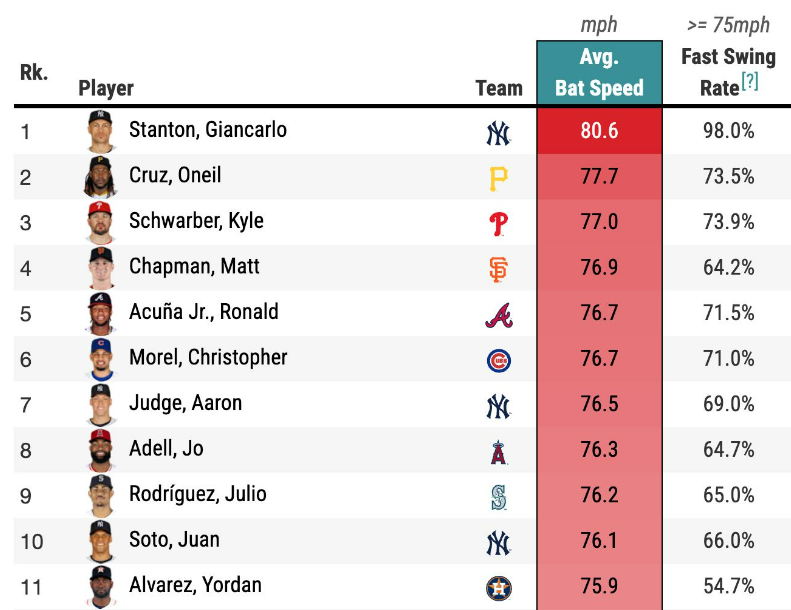 mph >= 75mph
Rk. Player Team Avg. Bat Speed Fast Swing Rate[?]
1 Stanton, Giancarlo NY 80.6 98.0%
2 Cruz, Oneil P 77.7 73.5%
3 Schwarber, Kyle P 77.0 73.9%
4 Chapman, Matt SF 76.9 64.2%
5 Acuña Jr., Ronald A 76.7 71.5%
6 Morel, Christopher CUBS 76.7 71.0%
7 Judge, Aaron NY 76.5 69.0%
8 Adell, Jo A 76.3 64.7%
9 Rodríguez, Julio S 76.2 65.0%
10 Soto, Juan NY 76.1 66.0%
11 Alvarez, Yordan H 75.9 54.7%